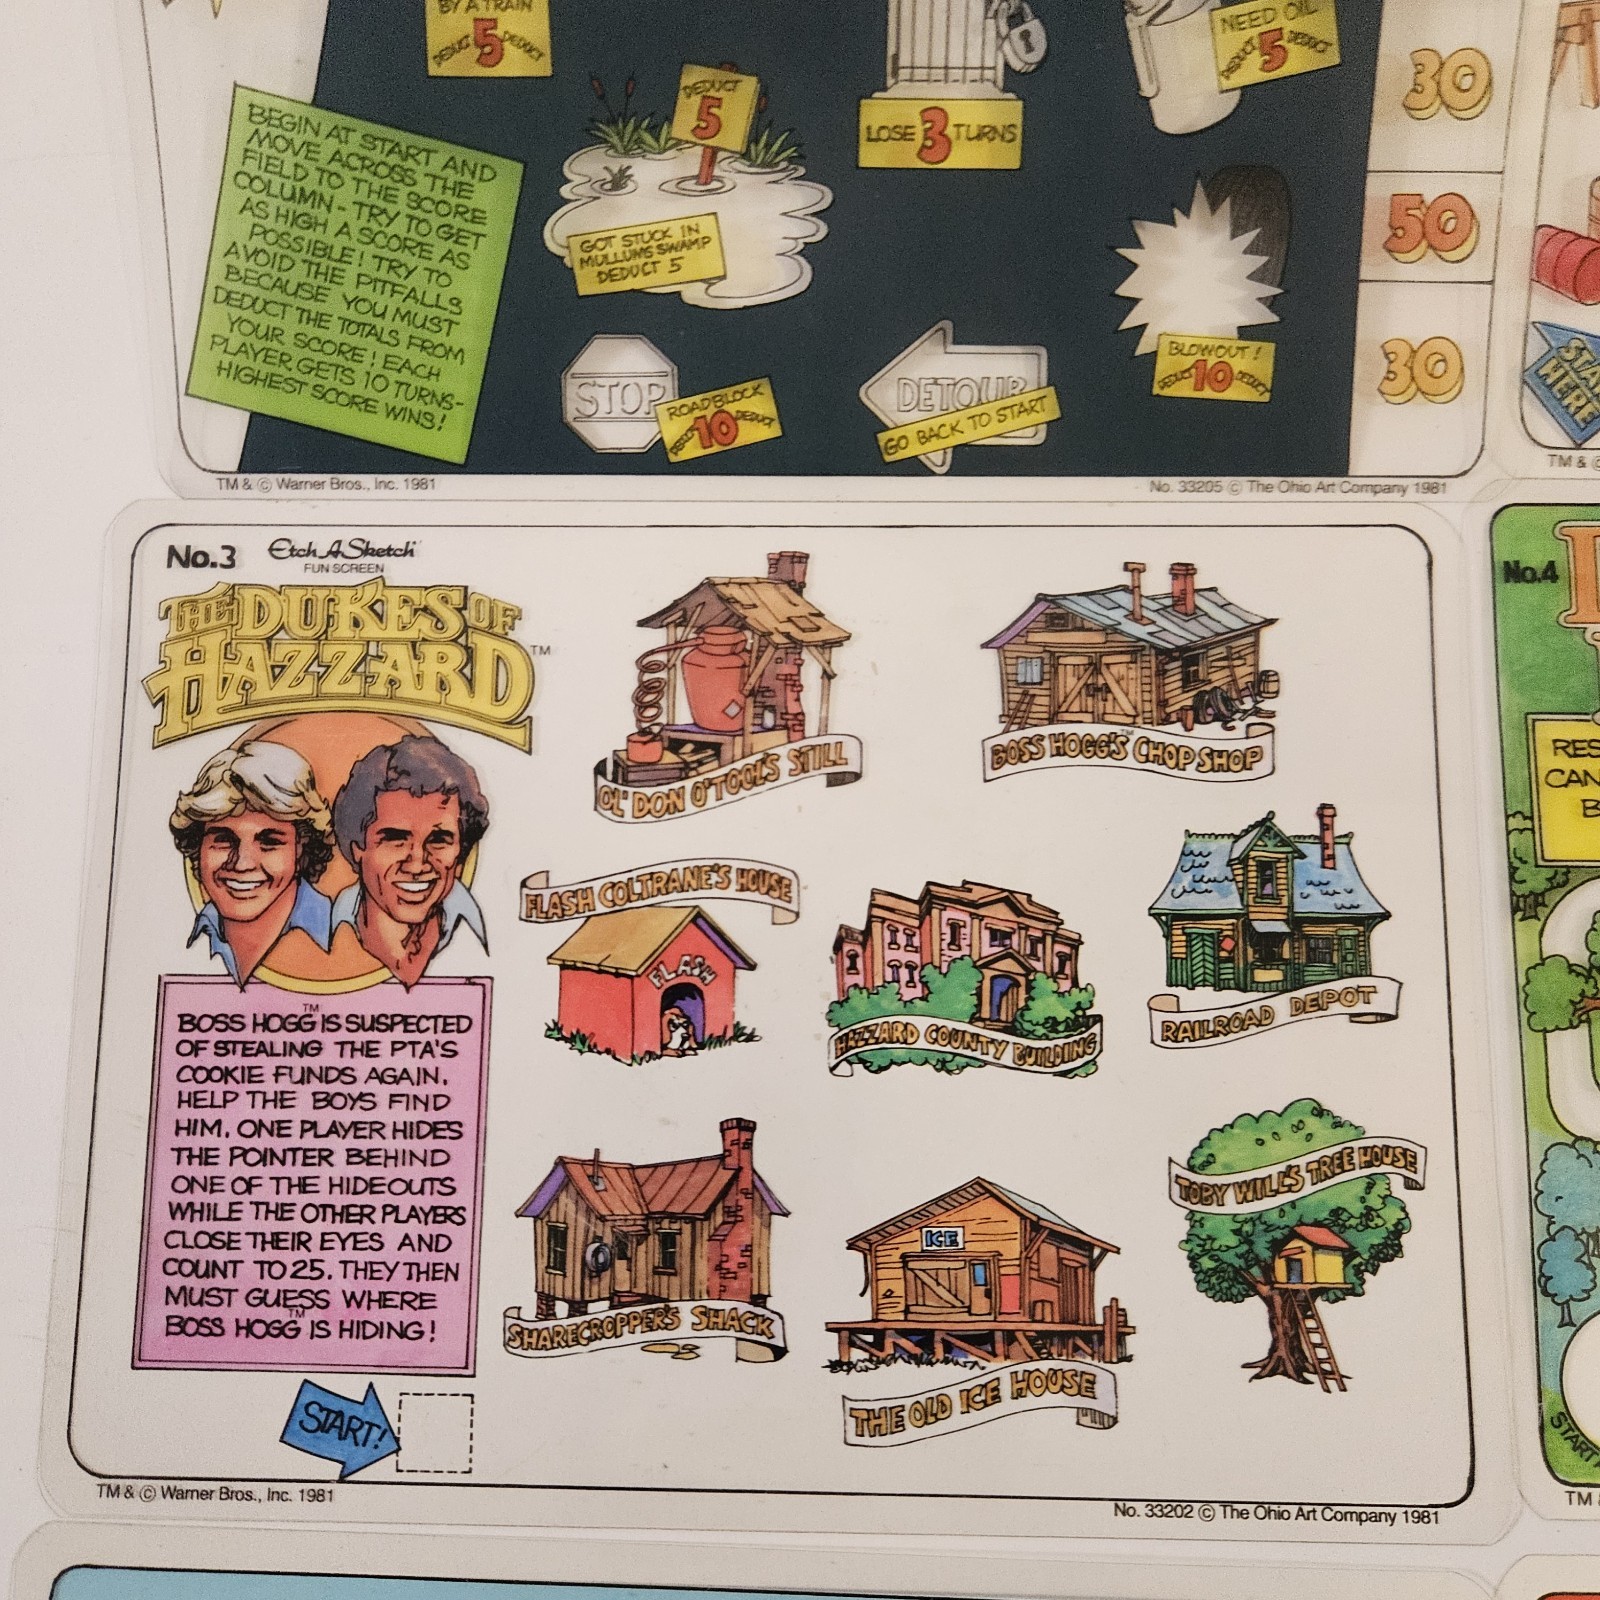 BY A TRAIN
DEDUCT 5 DEDUCT
NEED OIL
DEDUCT 5 DEDUCT
30
DEDUCT
5
LOSE 3 TURNS
BEGIN AT START AND
MOVE ACROSS THE
FIELD TO THE SCORE
COLUMN - TRY TO GET
AS HIGH A SCORE AS
POSSIBLE! TRY TO
AVOID THE PITFALLS
BECAUSE YOU MUST
DEDUCT THE TOTALS FROM
YOUR SCORE! EACH
PLAYER GETS 10 TURNS-
HIGHEST SCORE WINS!
GOT STUCK IN
MULLUMS SWAMP
DEDUCT 5
50
STOP
ROADBLOCK
DEDUCT 10 DEDUCT
DETOUR
GO BACK TO START
BLOWOUT!
DEDUCT 10 DEDUCT
30
START
HERE
TM & © Warner Bros., Inc. 1981
No. 33205 © The Ohio Art Company 1981
TM & ©
No.3
Etch A Sketch
FUN SCREEN
THE DUKES OF
HAZZARD™
BOSS HOGG™ IS SUSPECTED
OF STEALING THE PTA'S
COOKIE FUNDS AGAIN.
HELP THE BOYS FIND
HIM. ONE PLAYER HIDES
THE POINTER BEHIND
ONE OF THE HIDEOUTS
WHILE THE OTHER PLAYERS
CLOSE THEIR EYES AND
COUNT TO 25. THEY THEN
MUST GUESS WHERE
BOSS HOGG™ IS HIDING!
START!
OL' DON O'TOOL'S STILL
BOSS HOGG'S™ CHOP SHOP
FLASH COLTRANE'S HOUSE
FLASH
HAZZARD COUNTY BUILDING
RAILROAD DEPOT
SHARECROPPER'S SHACK
ICE
THE OLD ICE HOUSE
TOBY WILL'S TREE HOUSE
TM & © Warner Bros., Inc. 1981
No. 33202 © The Ohio Art Company 1981
No.4
RES
CAN
B
START
TM &